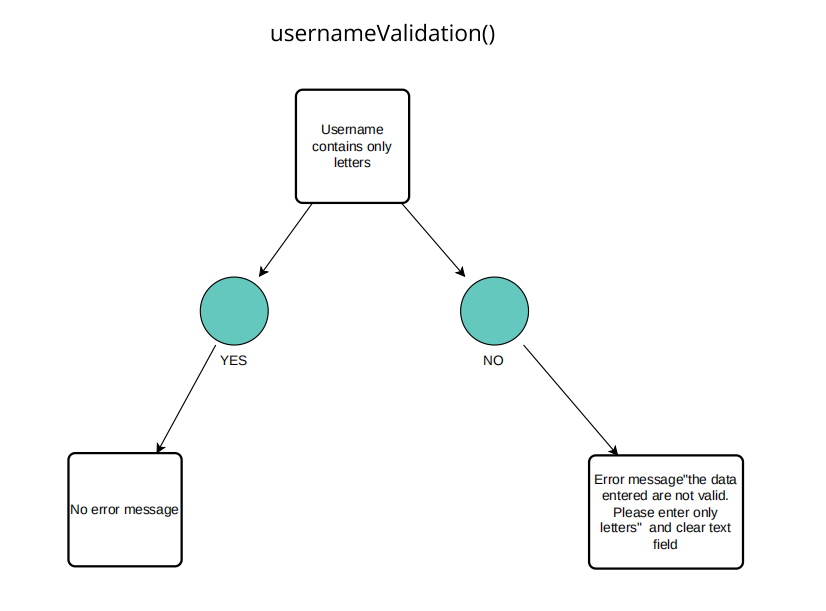 usernameValidation()
Username
contains only
letters
YES
NO
No error message
Error message"the data
entered are not valid.
Please enter only
letters"  and clear text
field